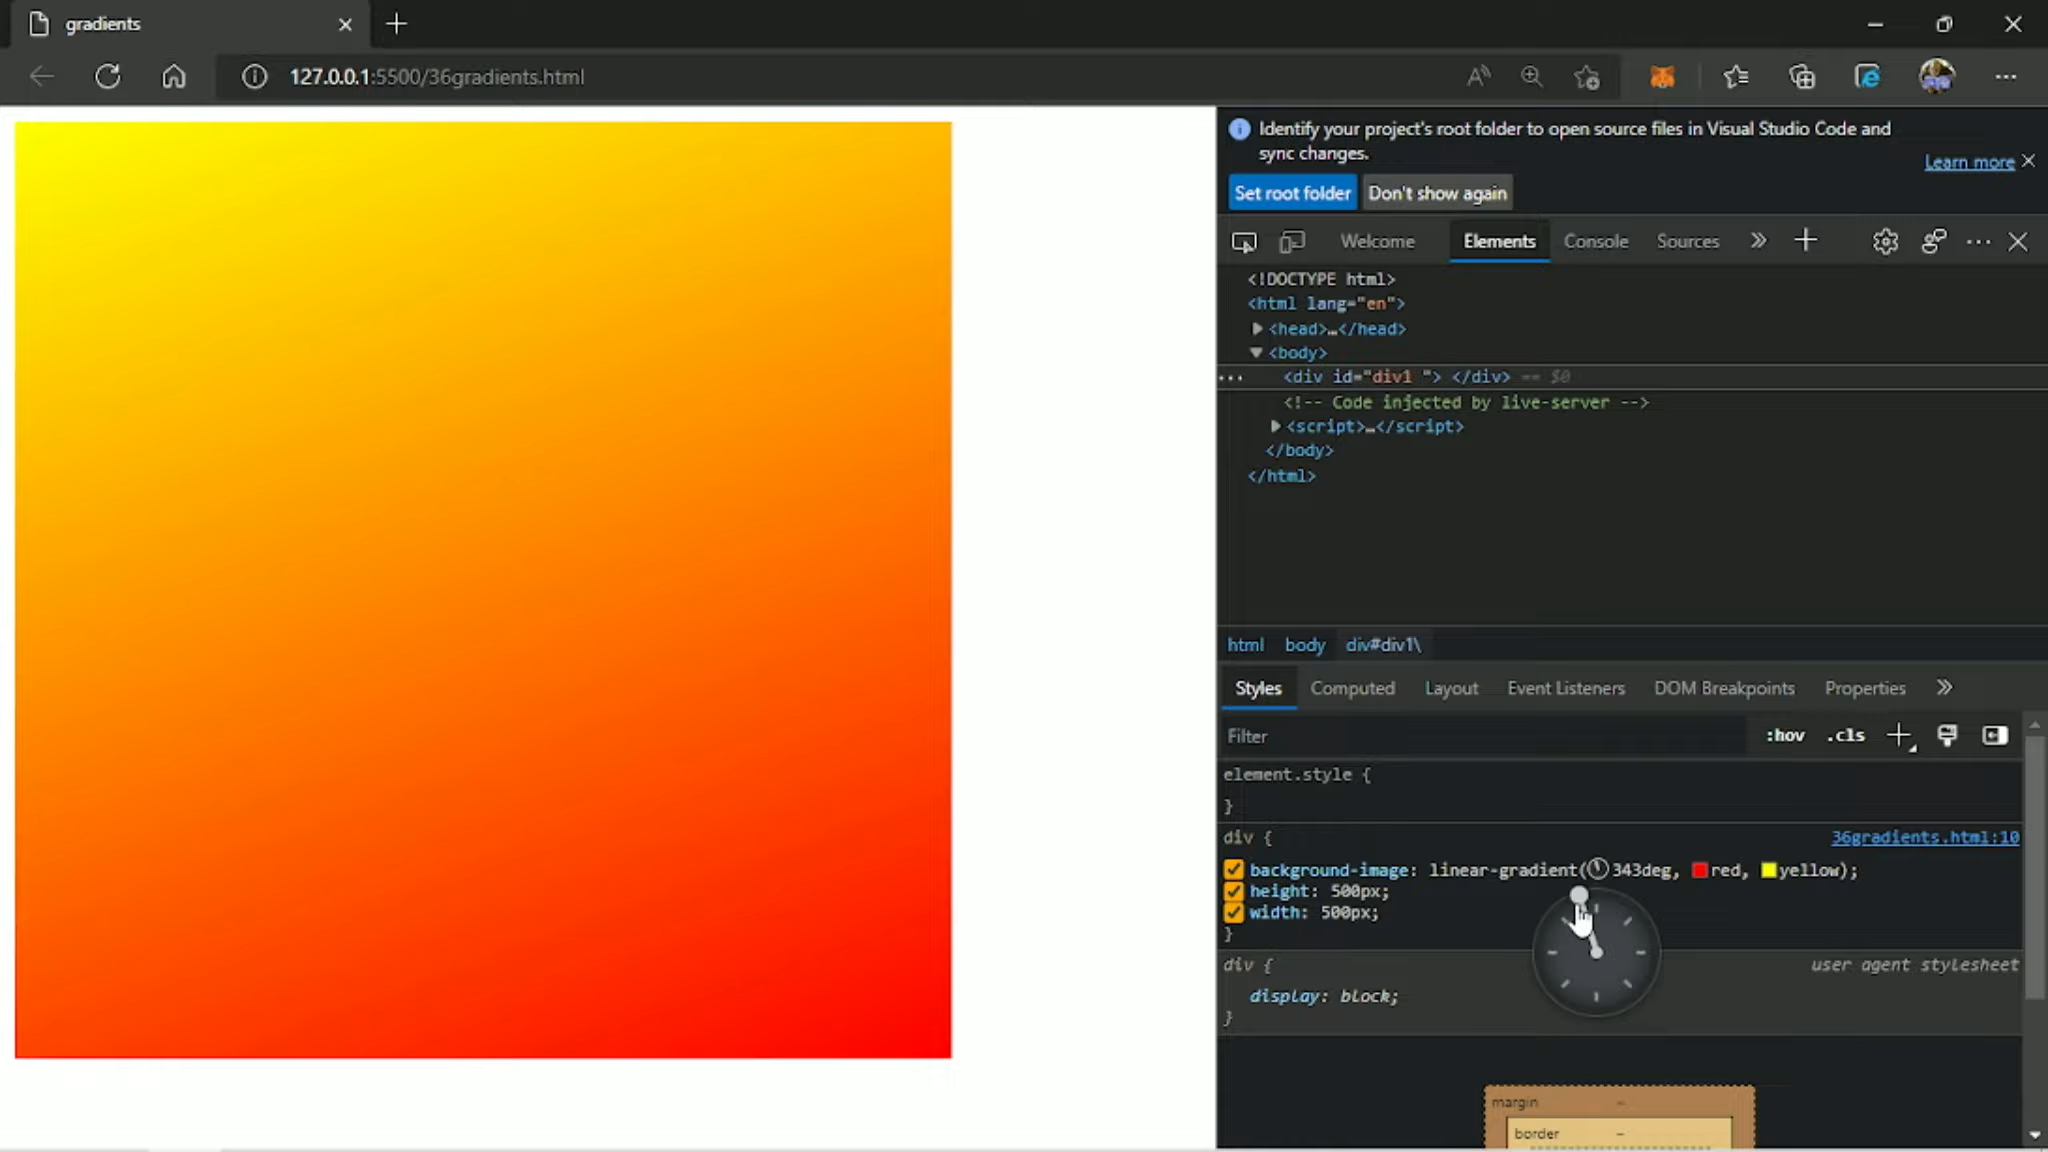 gradients
127.0.0.1:5500/36gradients.html
Identify your project's root folder to open source files in Visual Studio Code and
sync changes.
Learn more
Set root folder Don't show again
Welcome Elements Console Sources
<!DOCTYPE html>
<html lang="en">
<head>…</head>
<body>
<div id="div1 "> </div> == $0
<!-- Code injected by live-server -->
<script>…</script>
</body>
</html>
html body div#div1\
Styles Computed Layout Event Listeners DOM Breakpoints Properties
Filter :hov .cls
element.style {
}
div { 36gradients.html:10
background-image: linear-gradient(343deg, red, yellow);
height: 500px;
width: 500px;
}
div { user agent stylesheet
display: block;
}
margin -
border -